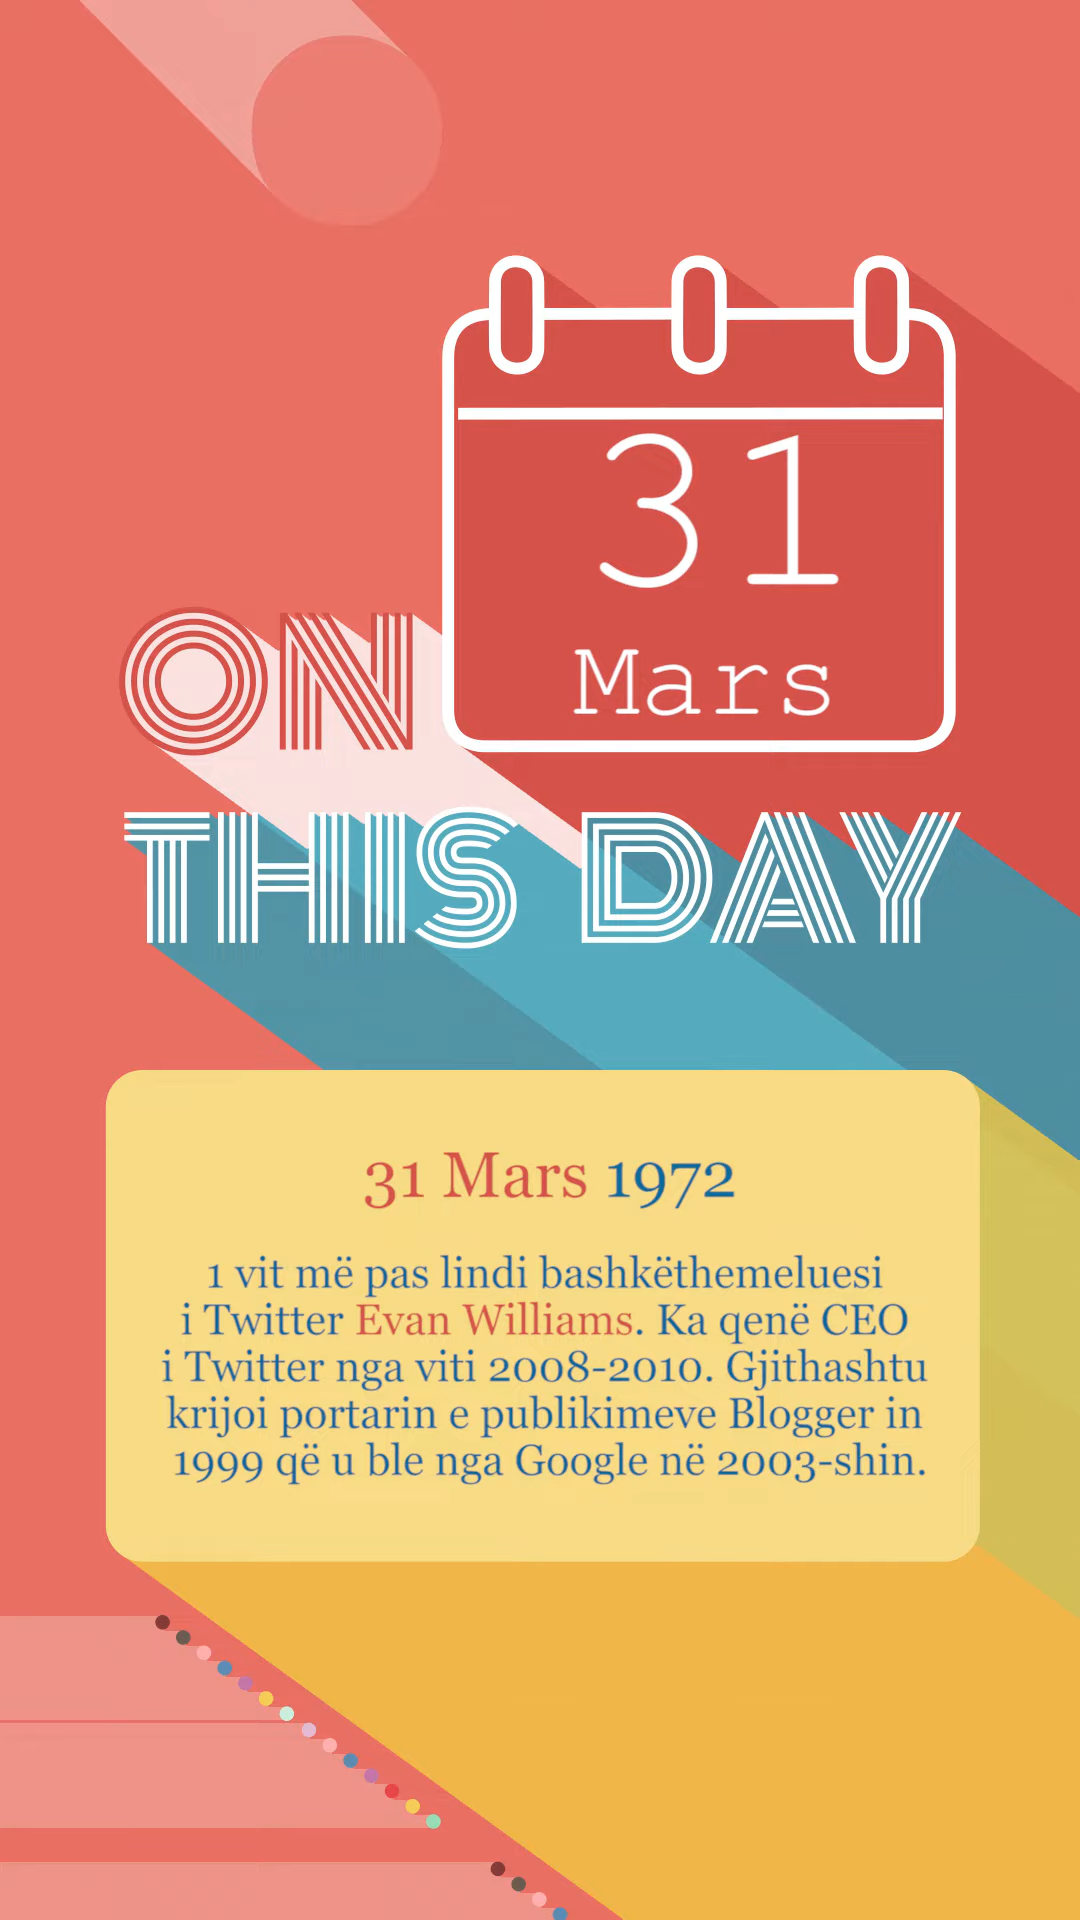 31
Mars
ON
THIS DAY
31 Mars 1972
1 vit më pas lindi bashkëthemeluesi
i Twitter Evan Williams. Ka qenë CEO
i Twitter nga viti 2008-2010. Gjithashtu
krijoi portarin e publikimeve Blogger in
1999 që u ble nga Google në 2003-shin.